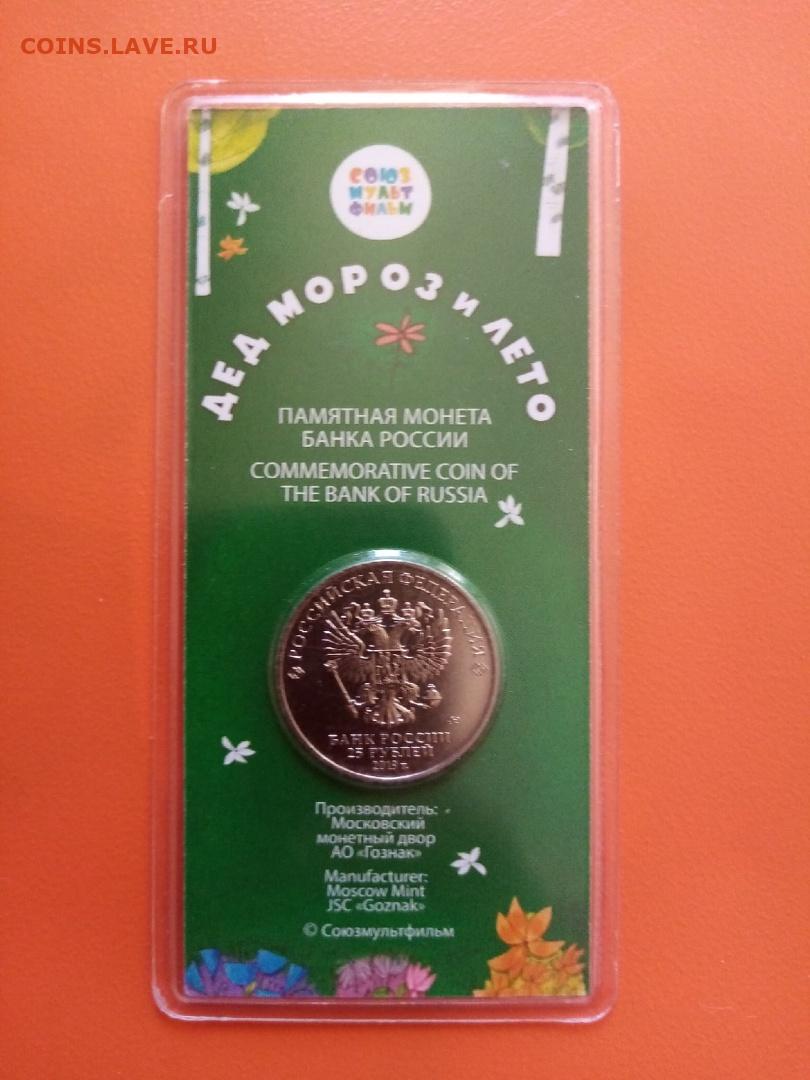 COINS.LAVE.RU
СОЮЗ
МУЛЬТ
ФИЛЬМ
ДЕД МОРОЗ И ЛЕТО
ПАМЯТНАЯ МОНЕТА
БАНКА РОССИИ
COMMEMORATIVE COIN OF
THE BANK OF RUSSIA
РОССИЙСКАЯ ФЕДЕРАЦИЯ
БАНК РОССИИ
25 РУБЛЕЙ
2019 г.
Производитель:
Московский
монетный двор
АО «Гознак»
Manufacturer:
Moscow Mint
JSC «Goznak»
© Союзмультфильм